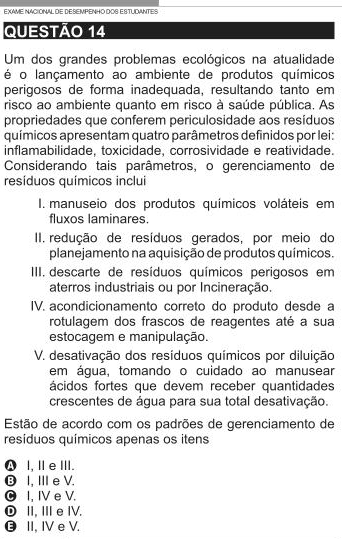 EXAME NACIONAL DE DESEMPENHO DOS ESTUDANTES
QUESTÃO 14
Um dos grandes problemas ecológicos na atualidade
é o lançamento ao ambiente de produtos químicos
perigosos de forma inadequada, resultando tanto em
risco ao ambiente quanto em risco à saúde pública. As
propriedades que conferem periculosidade aos resíduos
químicos apresentam quatro parâmetros definidos por lei:
inflamabilidade, toxicidade, corrosividade e reatividade.
Considerando tais parâmetros, o gerenciamento de
resíduos químicos inclui
I. manuseio dos produtos químicos voláteis em
fluxos laminares.
II. redução de resíduos gerados, por meio do
planejamento na aquisição de produtos químicos.
III. descarte de resíduos químicos perigosos em
aterros industriais ou por Incineração.
IV. acondicionamento correto do produto desde a
rotulagem dos frascos de reagentes até a sua
estocagem e manipulação.
V. desativação dos resíduos químicos por diluição
em água, tomando o cuidado ao manusear
ácidos fortes que devem receber quantidades
crescentes de água para sua total desativação.
Estão de acordo com os padrões de gerenciamento de
resíduos químicos apenas os itens
A I, II e III.
B I, III e V.
C I, IV e V.
D II, III e IV.
E II, IV e V.